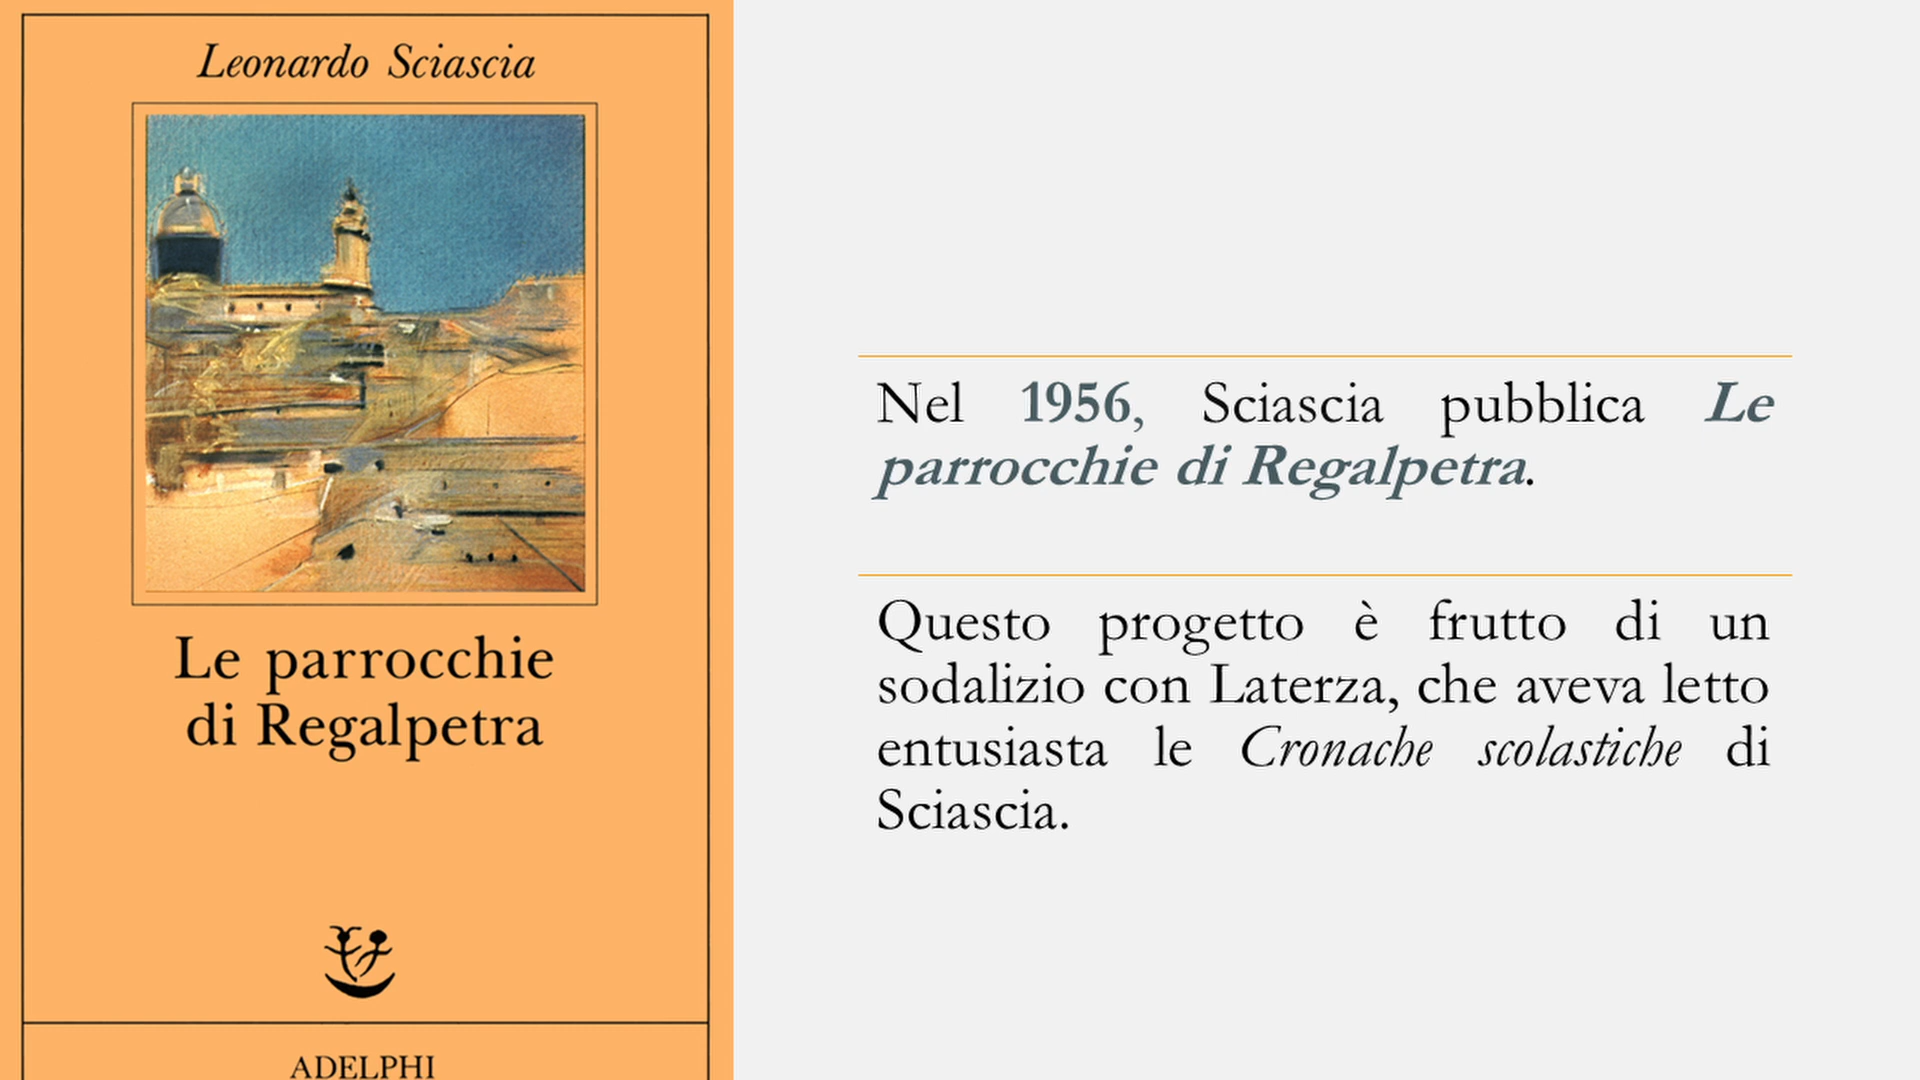 Leonardo Sciascia
Le parrocchie
di Regalpetra
ADELPHI
Nel 1956, Sciascia pubblica Le
parrocchie di Regalpetra.
Questo progetto è frutto di un
sodalizio con Laterza, che aveva letto
entusiasta le Cronache scolastiche di
Sciascia.